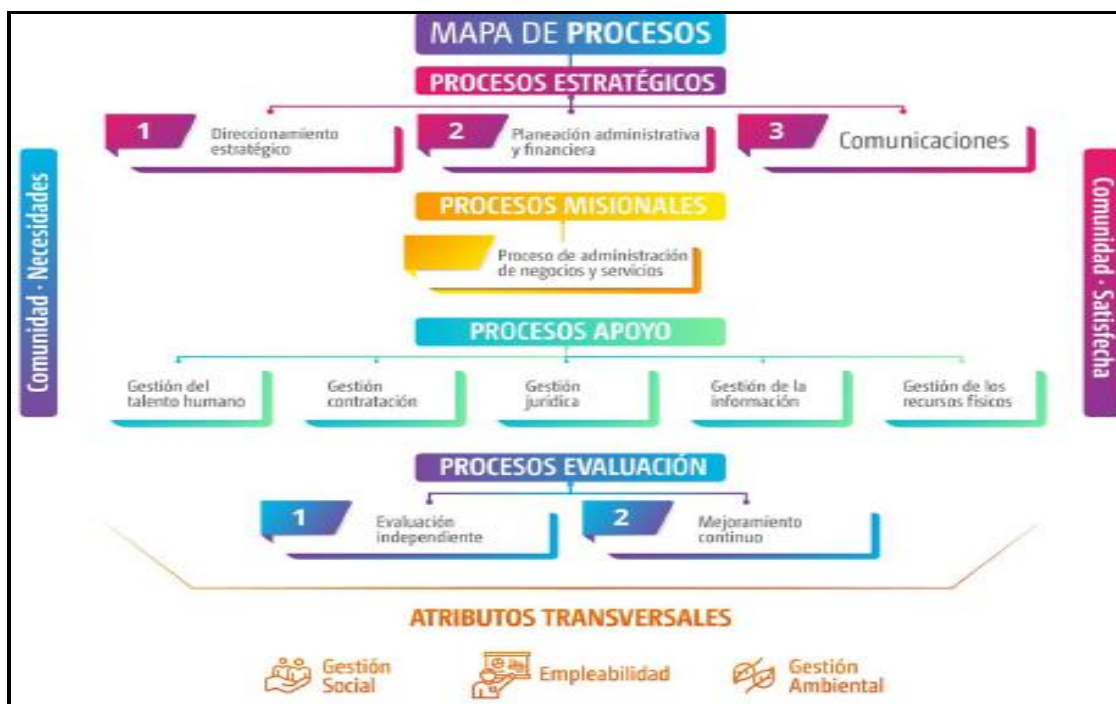 MAPA DE PROCESOS
PROCESOS ESTRATÉGICOS
1
Direccionamiento
estratégico
2
Planeación administrativa
y financiera
3
Comunicaciones
Comunidad · Necesidades
Comunidad · Satisfecha
PROCESOS MISIONALES
Proceso de administración
de negocios y servicios
PROCESOS APOYO
Gestión del
talento humano
Gestión
contratación
Gestión
jurídica
Gestión de la
información
Gestión de los
recursos físicos
PROCESOS EVALUACIÓN
1
Evaluación
independiente
2
Mejoramiento
continuo
ATRIBUTOS TRANSVERSALES
Gestión
Social
Empleabilidad
Gestión
Ambiental